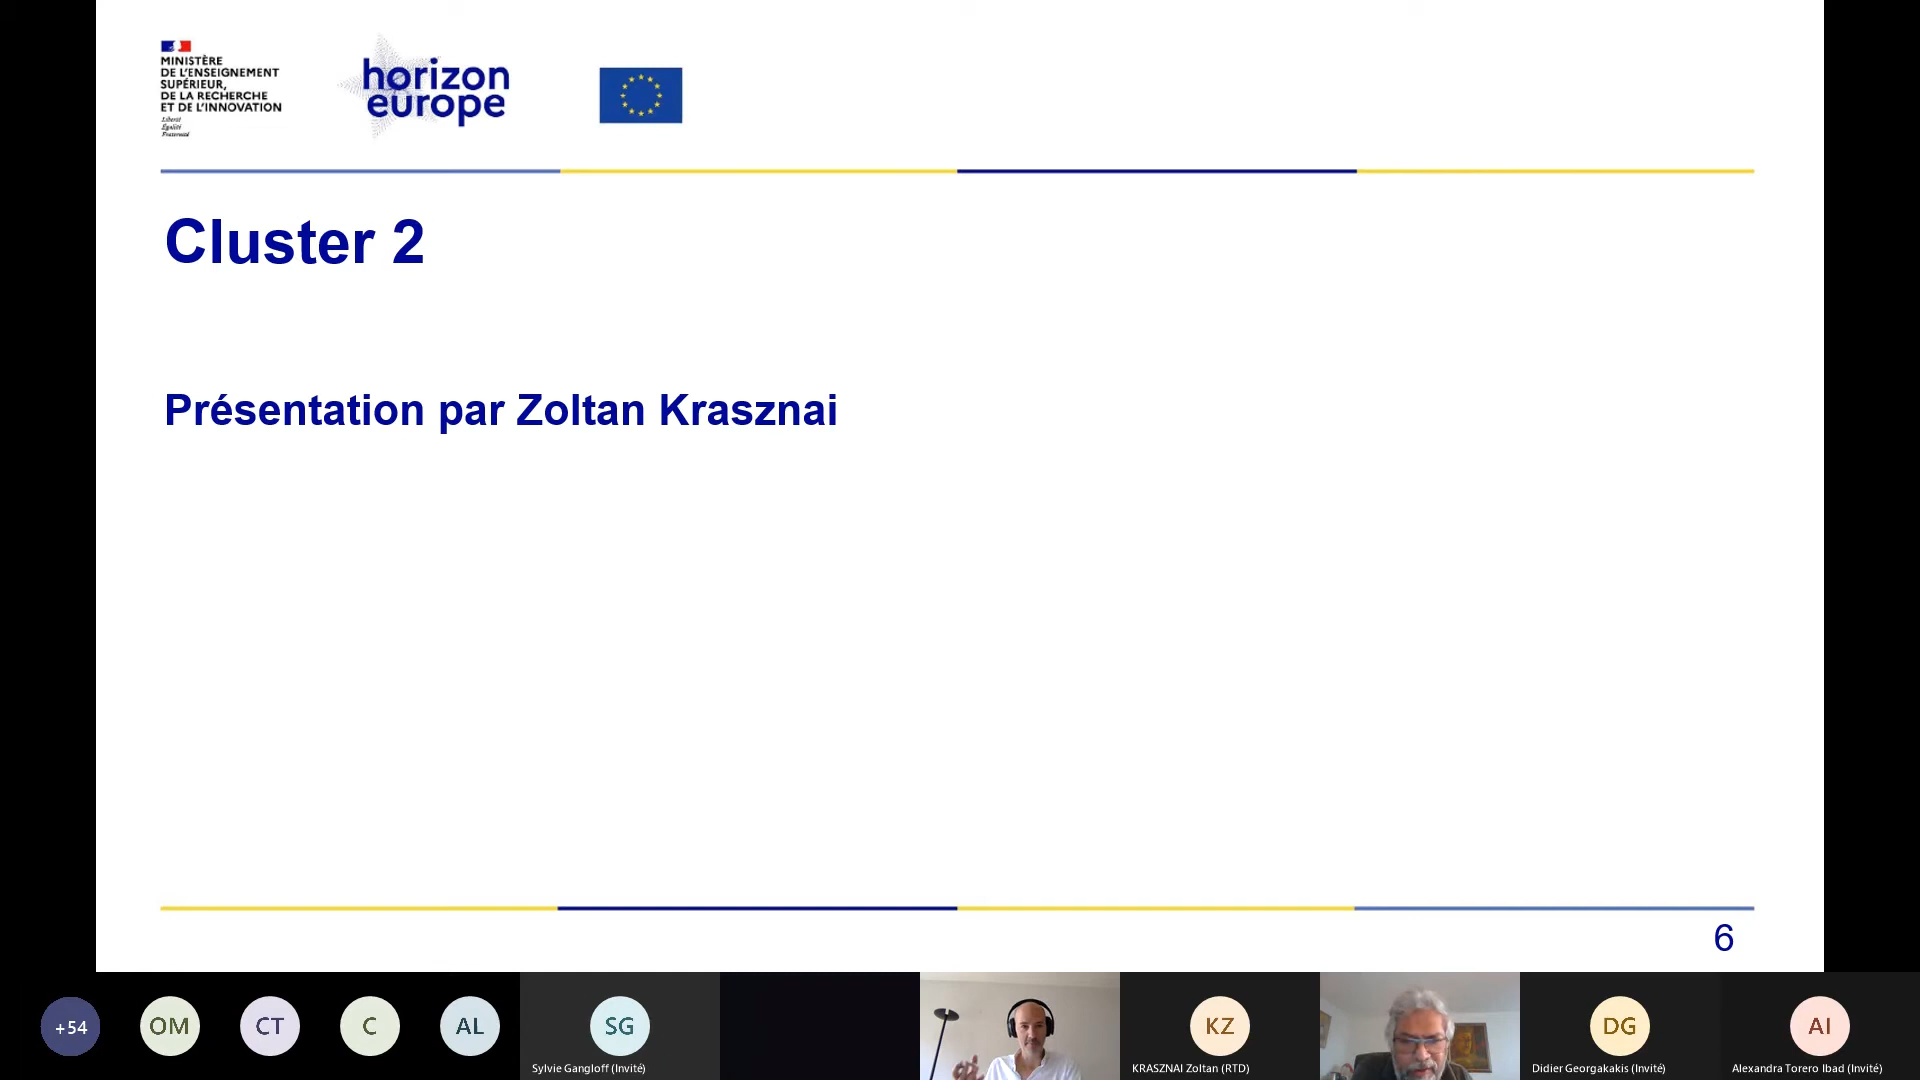 MINISTÈRE
DE L'ENSEIGNEMENT
SUPÉRIEUR,
DE LA RECHERCHE
ET DE L'INNOVATION
Liberté
Égalité
Fraternité
horizon
europe
Cluster 2
Présentation par Zoltan Krasznai
6
+54
OM
CT
C
AL
SG
KZ
DG
AI
Sylvie Gangloff (Invité)
KRASZNAI Zoltan (RTD)
Didier Georgakakis (Invité)
Alexandra Torero Ibad (Invité)